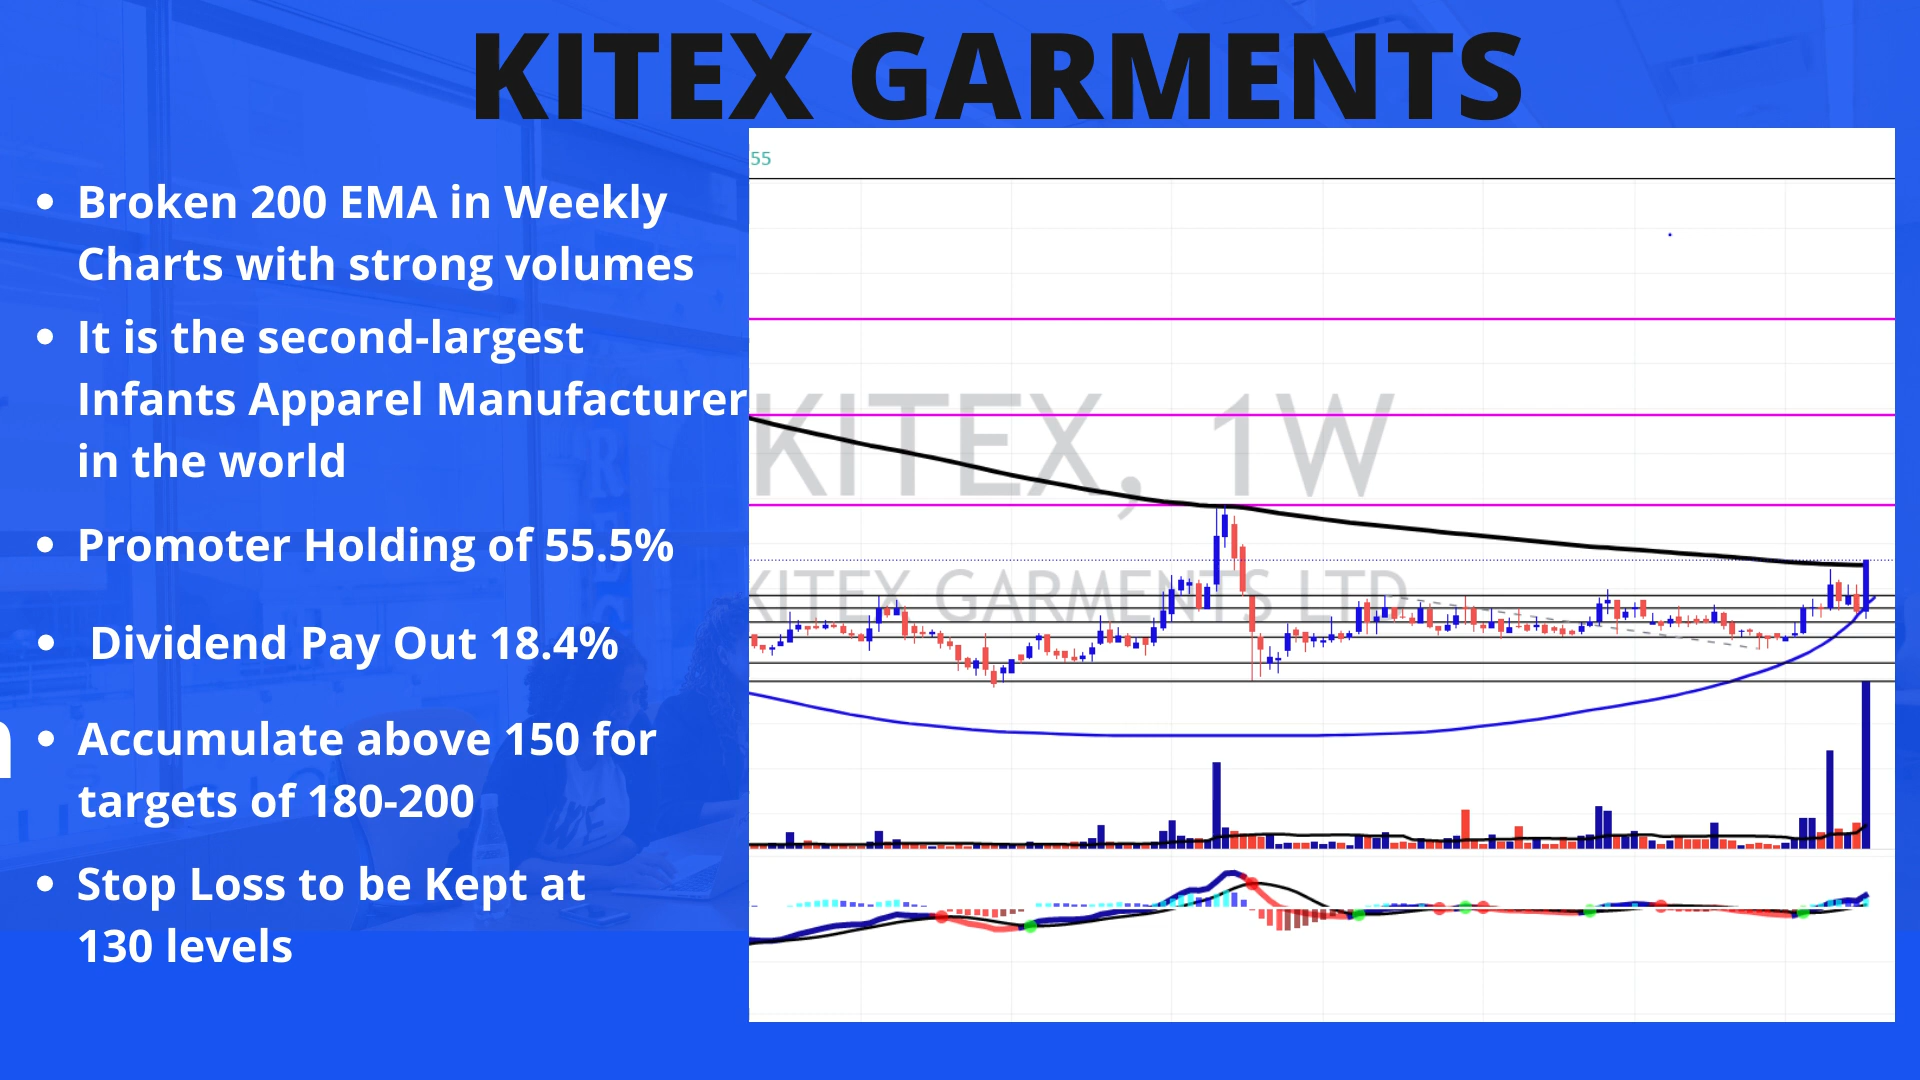 KITEX GARMENTS
• Broken 200 EMA in Weekly
Charts with strong volumes
• It is the second-largest
Infants Apparel Manufacturer
in the world
• Promoter Holding of 55.5%
• Dividend Pay Out 18.4%
• Accumulate above 150 for
targets of 180-200
• Stop Loss to be Kept at
130 levels
55
KITEX, 1W
KITEX GARMENTS LTD